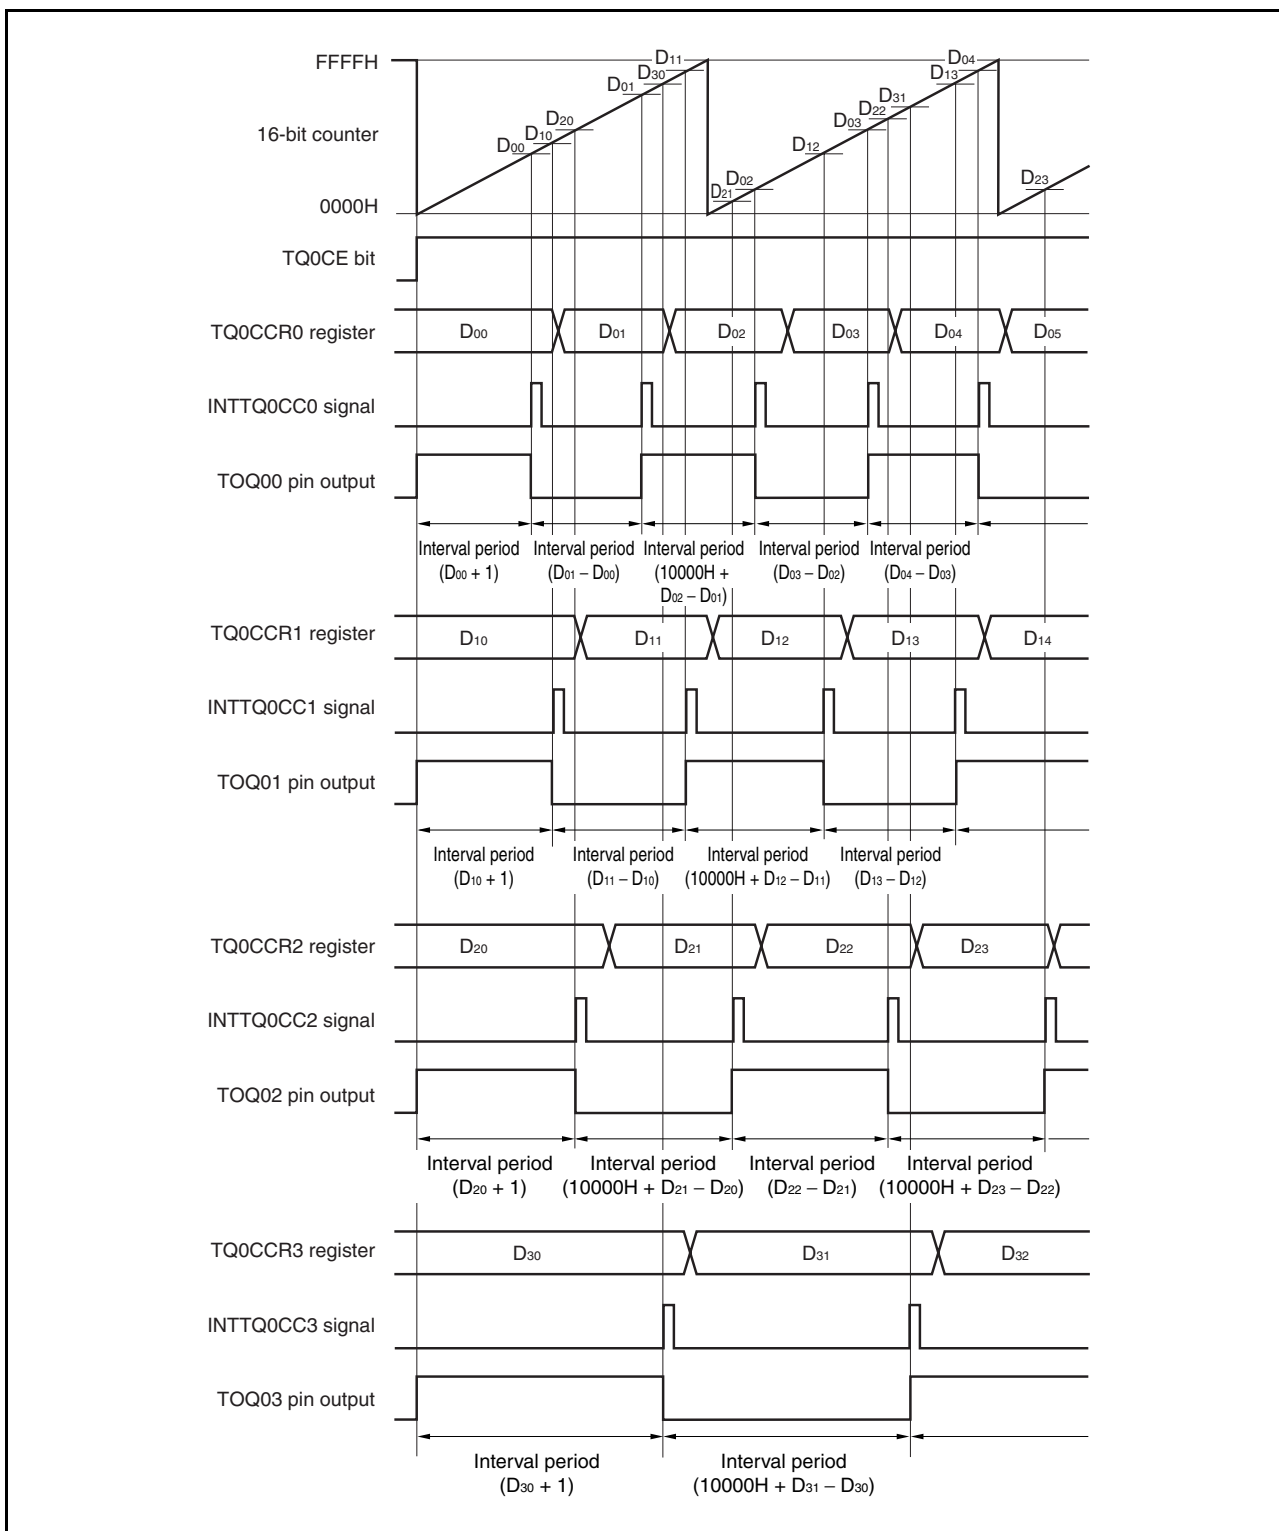 FFFFH
16-bit counter
0000H
D00
D10
D20
D01
D30
D11
D21
D02
D12
D03
D22
D31
D13
D04
D23
TQ0CE bit
TQ0CCR0 register
D00 D01 D02 D03 D04 D05
INTTQ0CC0 signal
TOQ00 pin output
Interval period Interval period Interval period Interval period Interval period
(D00 + 1) (D01 – D00) (10000H + (D03 – D02) (D04 – D03)
D02 – D01)
TQ0CCR1 register
D10 D11 D12 D13 D14
INTTQ0CC1 signal
TOQ01 pin output
Interval period Interval period Interval period Interval period
(D10 + 1) (D11 – D10) (10000H + D12 – D11) (D13 – D12)
TQ0CCR2 register
D20 D21 D22 D23
INTTQ0CC2 signal
TOQ02 pin output
Interval period Interval period Interval period Interval period
(D20 + 1) (10000H + D21 – D20) (D22 – D21) (10000H + D23 – D22)
TQ0CCR3 register
D30 D31 D32
INTTQ0CC3 signal
TOQ03 pin output
Interval period Interval period
(D30 + 1) (10000H + D31 – D30)